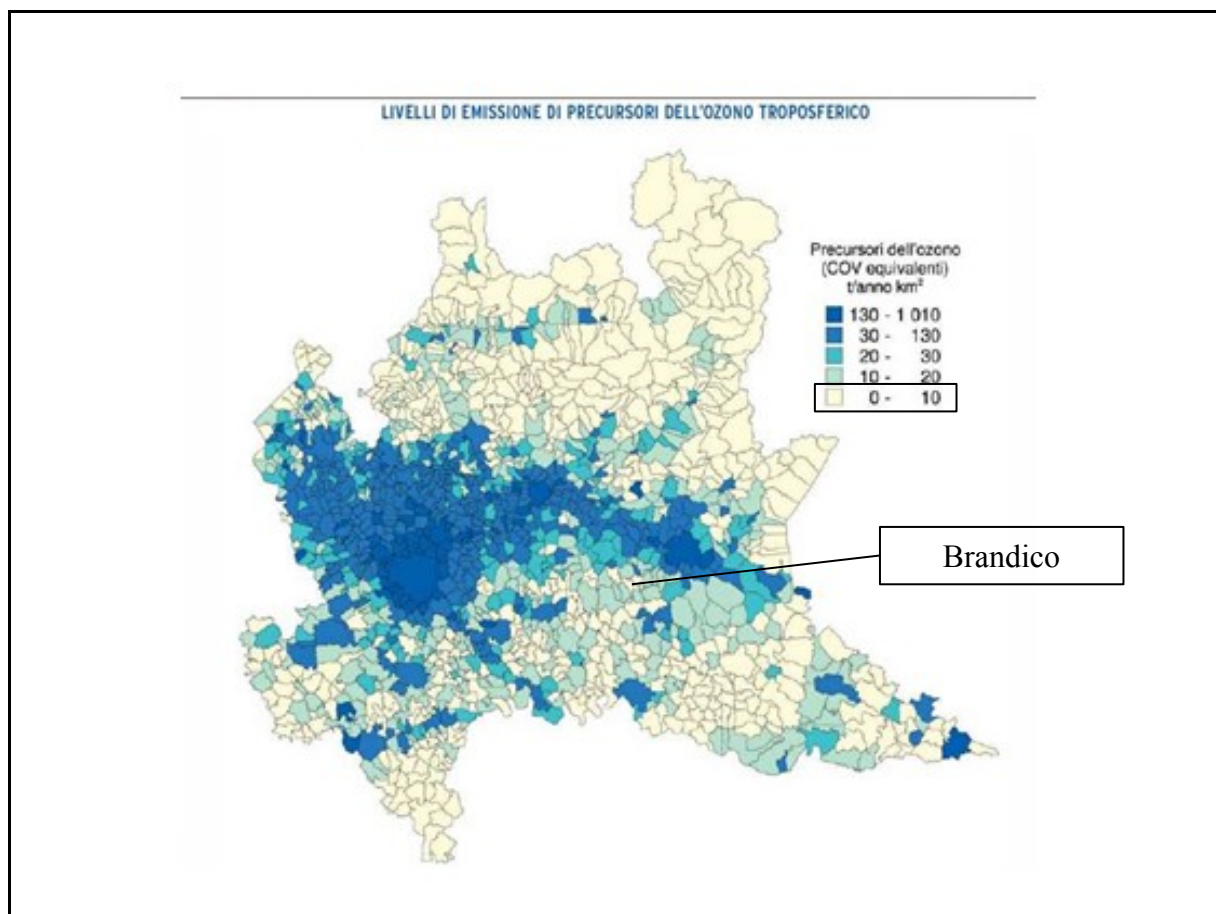 LIVELLI DI EMISSIONE DI PRECURSORI DELL'OZONO TROPOSFERICO
Precursori dell'ozono
(COV equivalenti)
t/anno km²
130 - 1 010
30 - 130
20 - 30
10 - 20
0 - 10
Brandico